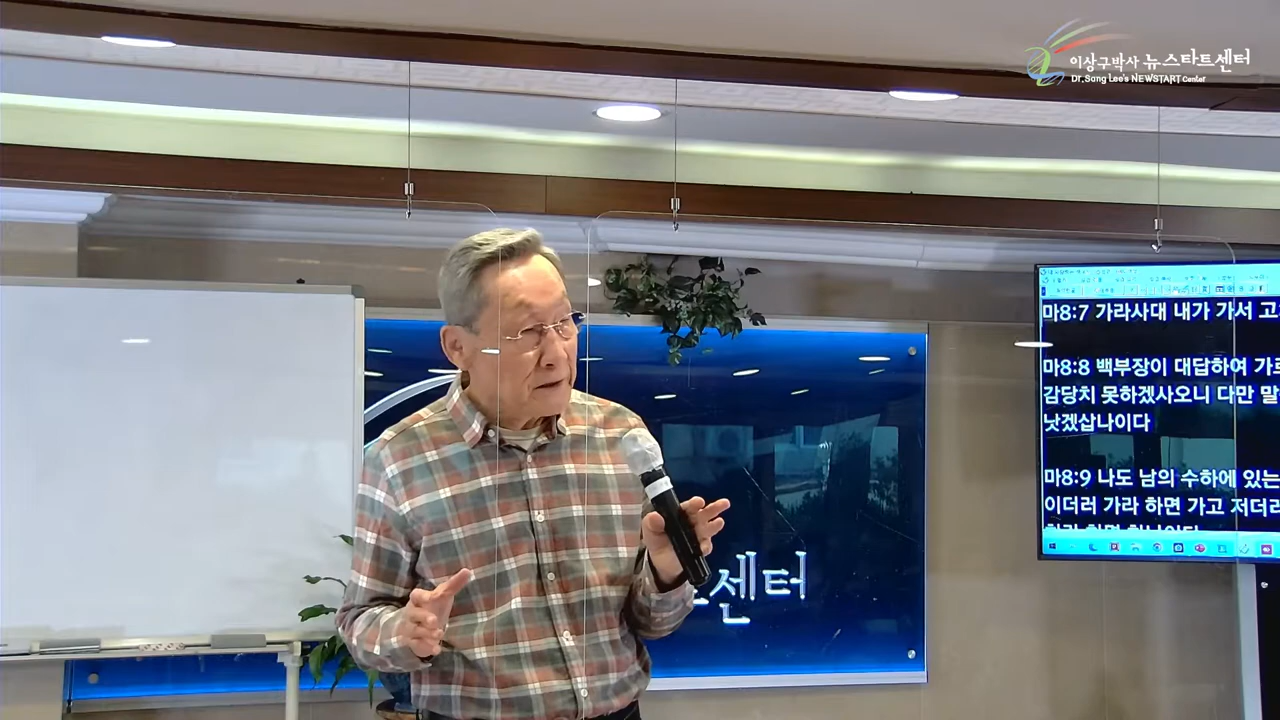 이상구박사 뉴스타트센터
Dr. Sang Lee's NEWSTART Center
마8:7 가라사대 내가 가서 고
마8:8 백부장이 대답하여 가
감당치 못하겠사오니 다만 말
낫겠삽나이다
마8:9 나도 남의 수하에 있는
이더러 가라 하면 가고 저더러
센터